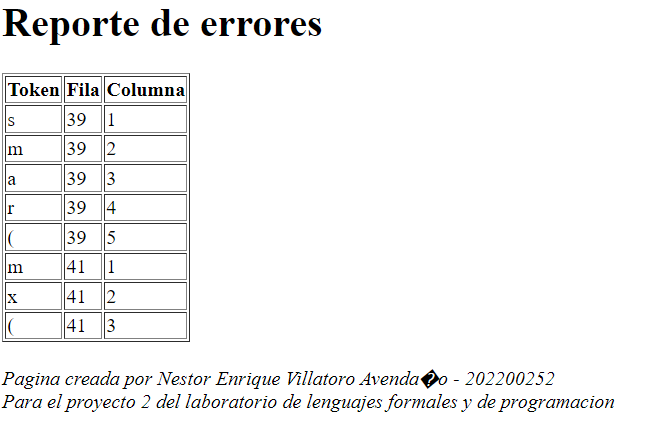 Reporte de errores
Token Fila Columna
s 39 1
m 39 2
a 39 3
r 39 4
( 39 5
m 41 1
x 41 2
( 41 3
Pagina creada por Nestor Enrique Villatoro Avenda�o - 202200252
Para el proyecto 2 del laboratorio de lenguajes formales y de programacion